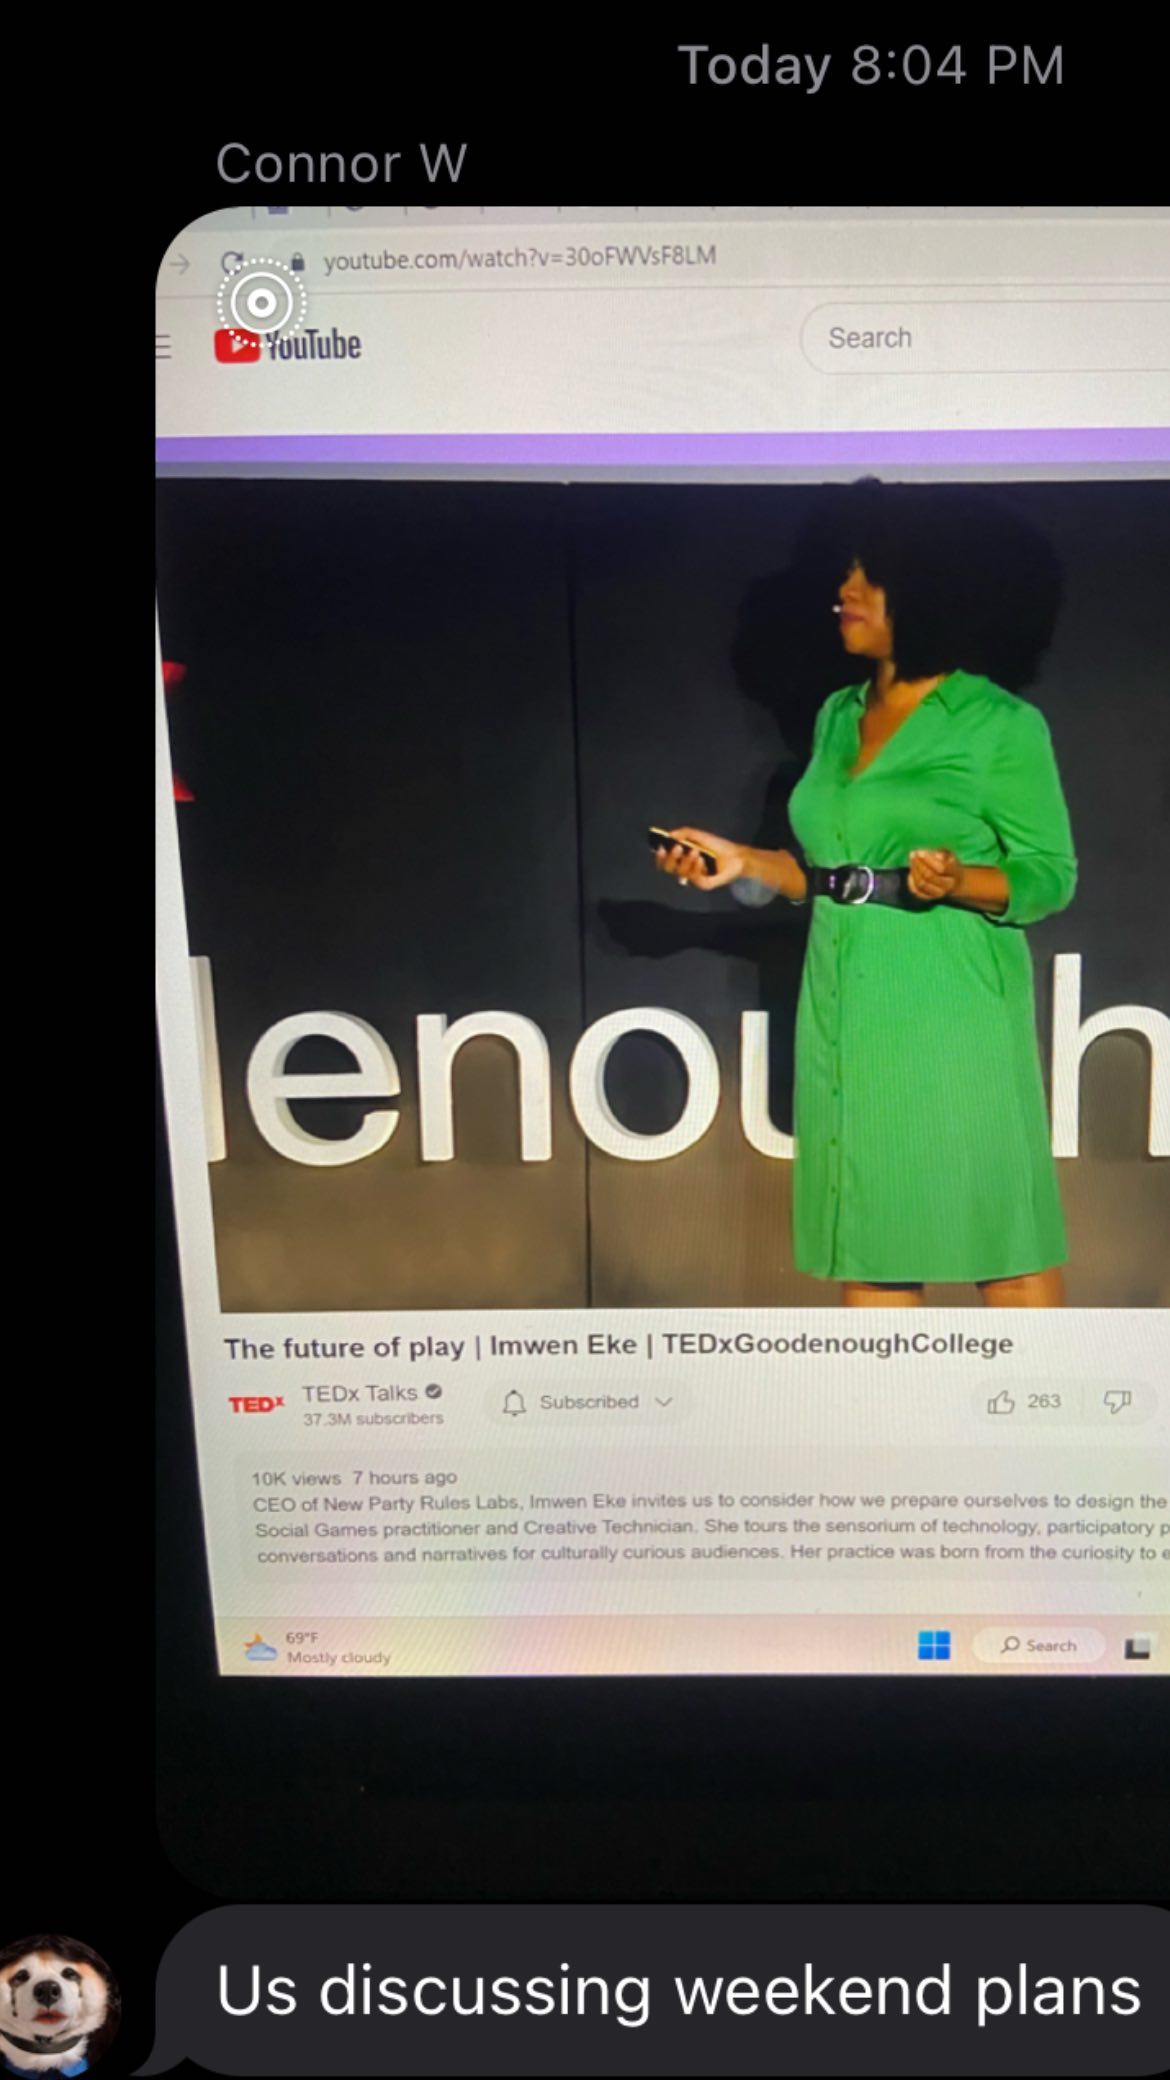 Today 8:04 PM
Connor W
youtube.com/watch?v=30oFWVsF8LM
YouTube
Search
enou h
The future of play | Imwen Eke | TEDxGoodenoughCollege
TEDx
TEDx Talks
37.3M subscribers
Subscribed
263
10K views 7 hours ago
CEO of New Party Rules Labs, Imwen Eke invites us to consider how we prepare ourselves to design the
Social Games practitioner and Creative Technician. She tours the sensorium of technology, participatory p
conversations and narratives for culturally curious audiences. Her practice was born from the curiosity to e
69°F
Mostly cloudy
Search
Us discussing weekend plans